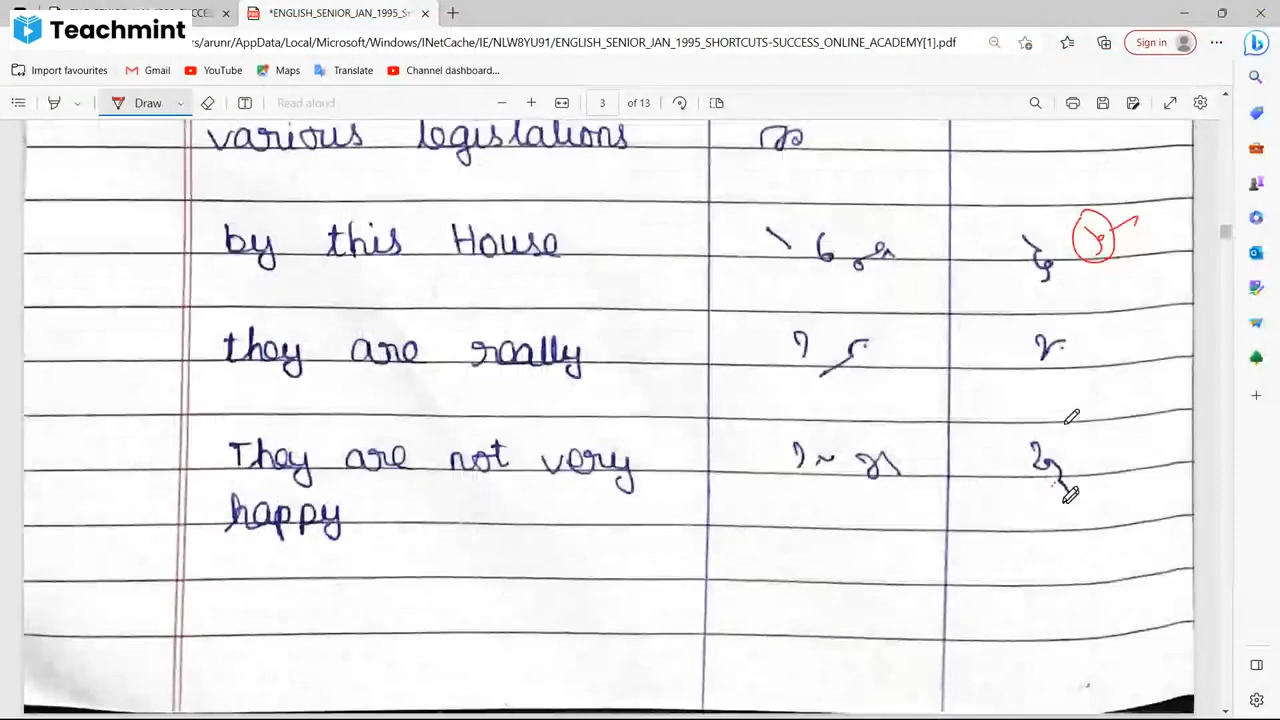 *ENGLISH_SENIOR_JAN_1995_S
Teachmint
s/arunr/AppData/Local/Microsoft/Windows/INetCache/IE/NLW8YU91/ENGLISH_SENIOR_JAN_1995_SHORTCUTS-SUCCESS_ONLINE_ACADEMY[1].pdf
Sign in
Import favourites
Gmail
YouTube
Maps
Translate
Channel dashboard...
Draw
Read aloud
3 of 13
various legislations
by this House
they are really
They are not very
happy